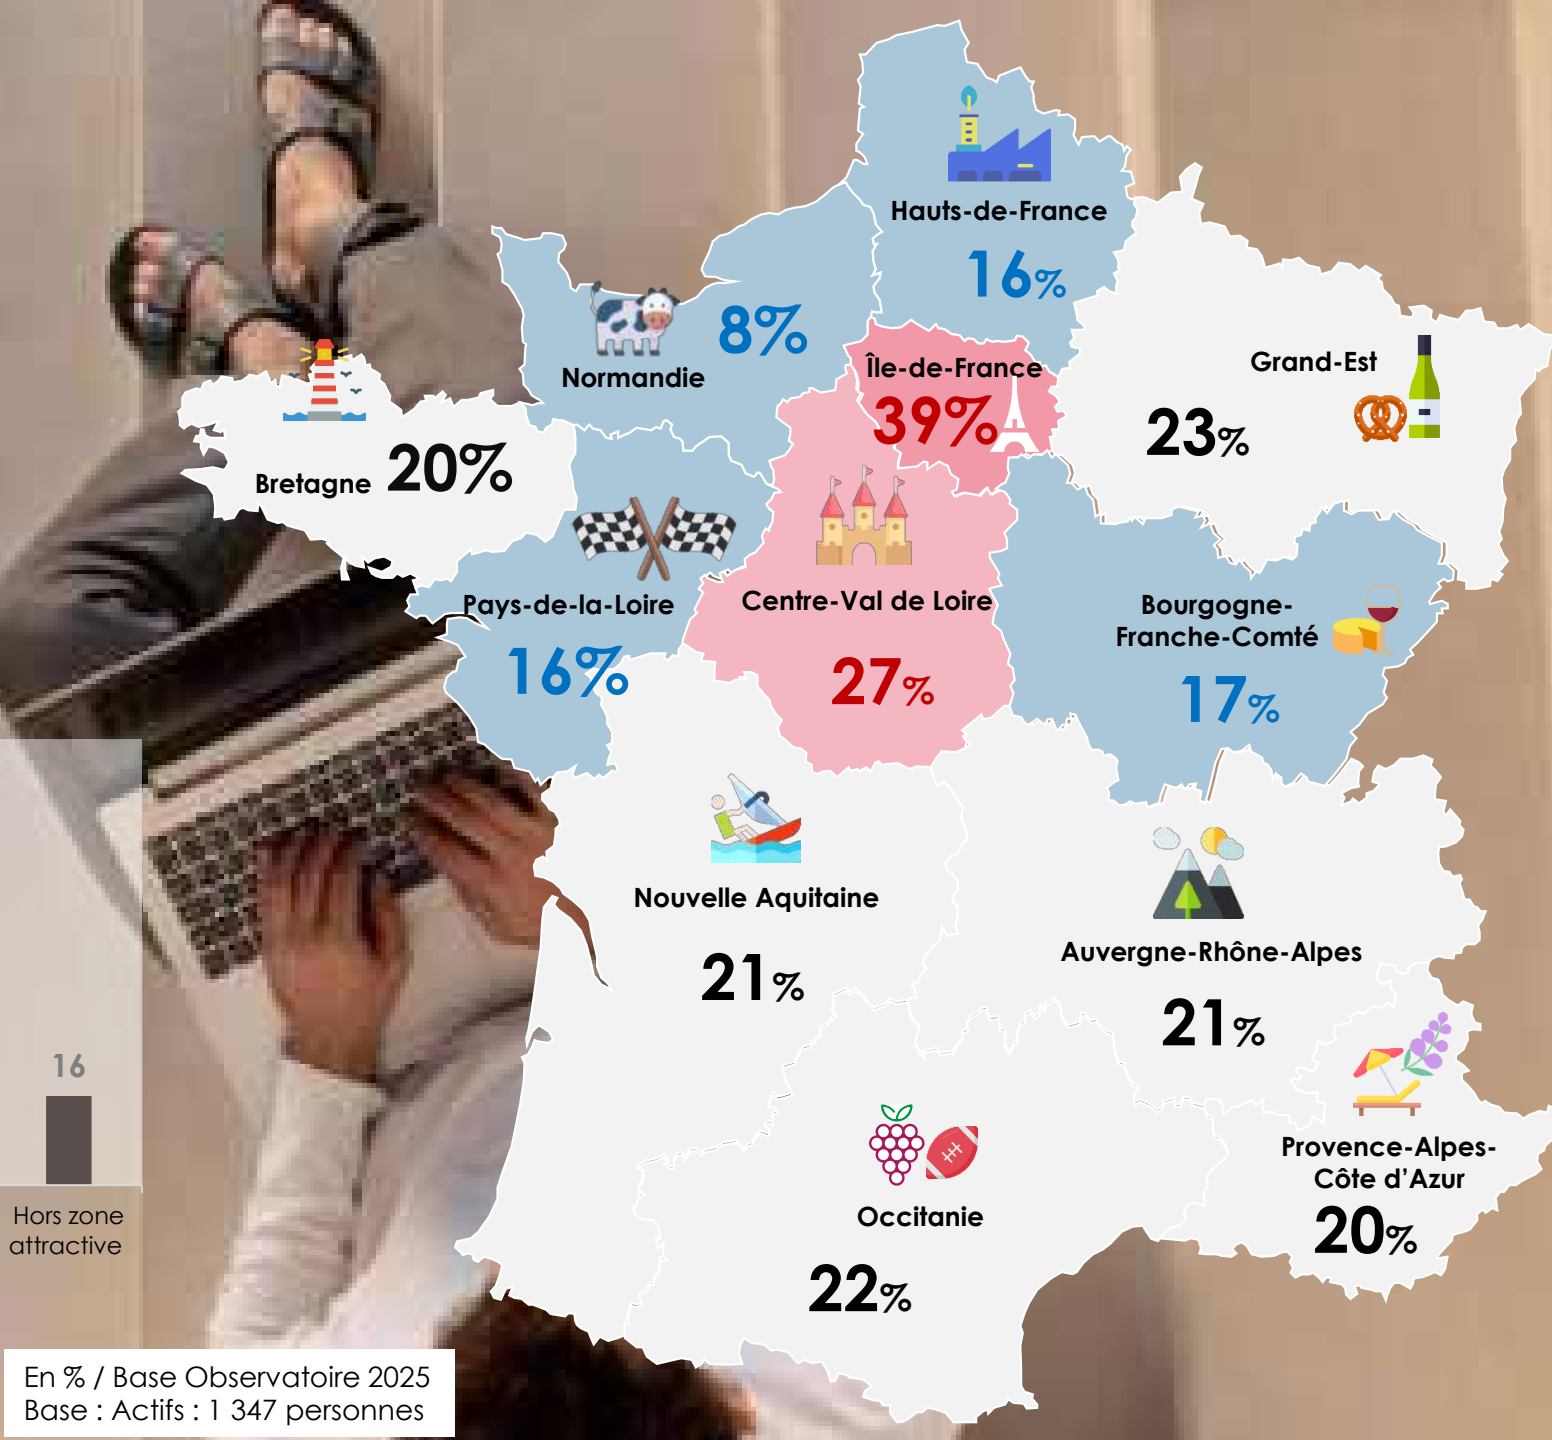 Hauts-de-France
16%
Normandie
8%
Île-de-France
39%
Grand-Est
23%
Bretagne
20%
Pays-de-la-Loire
16%
Centre-Val de Loire
27%
Bourgogne-
Franche-Comté
17%
Nouvelle Aquitaine
21%
Auvergne-Rhône-Alpes
21%
Provence-Alpes-
Côte d’Azur
20%
Occitanie
22%
16
Hors zone
attractive
En % / Base Observatoire 2025
Base : Actifs : 1 347 personnes